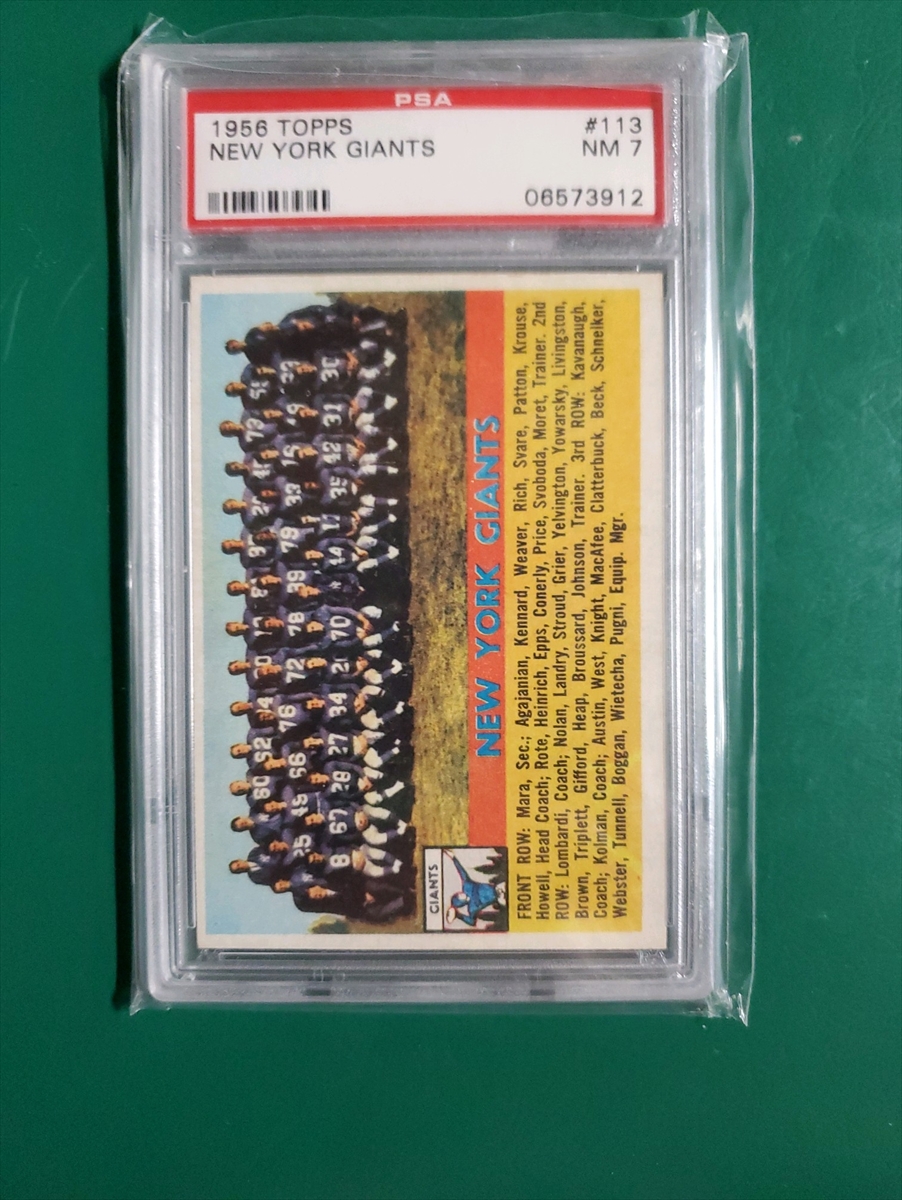 PSA
1956 TOPPS #113
NEW YORK GIANTS NM 7
06573912
GIANTS
NEW YORK GIANTS
FRONT ROW: Mara, Sec.; Agajanian, Kennard, Weaver, Rich, Svare, Patton, Krouse,
Howell, Head Coach; Rote, Heinrich, Epps, Conerly, Price, Svoboda, Moret, Trainer. 2nd
ROW: Lombardi, Coach; Nolan, Landry, Stroud, Grier, Yelvington, Yowarsky, Livingston,
Brown, Triplett, Gifford, Heap, Broussard, Johnson, Trainer. 3rd ROW: Kavanaugh,
Coach; Kolman, Coach; Austin, West, Knight, MacAfee, Clatterbuck, Beck, Schnelker,
Webster, Tunnell, Boggan, Wietecha, Pugni, Equip. Mgr.